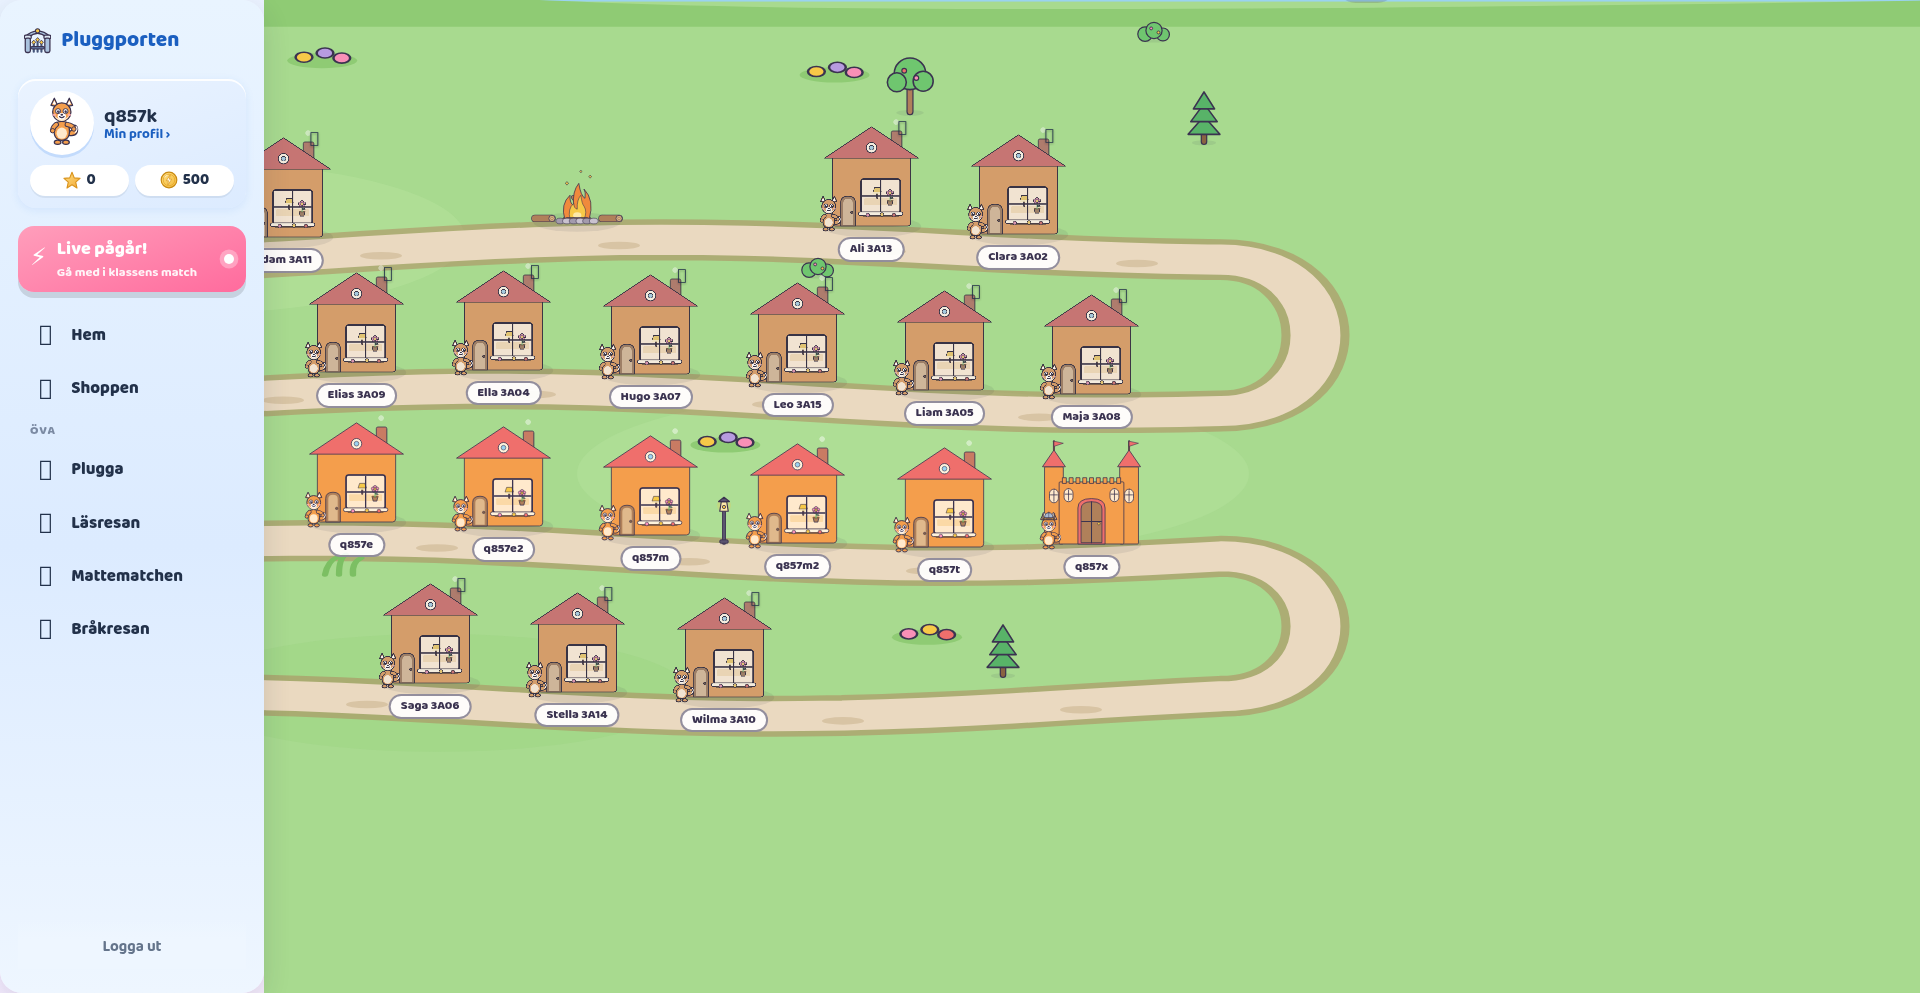 Pluggporten
q857k
Min profil ›
0
500
Live pågår!
Gå med i klassens match
Hem
Shoppen
ÖVA
Plugga
Läsresan
Mattematchen
Bråkresan
Logga ut
dam 3A11
Ali 3A13
Clara 3A02
Elias 3A09
Ella 3A04
Hugo 3A07
Leo 3A15
Liam 3A05
Maja 3A08
q857e
q857e2
q857m
q857m2
q857t
q857x
Saga 3A06
Stella 3A14
Wilma 3A10